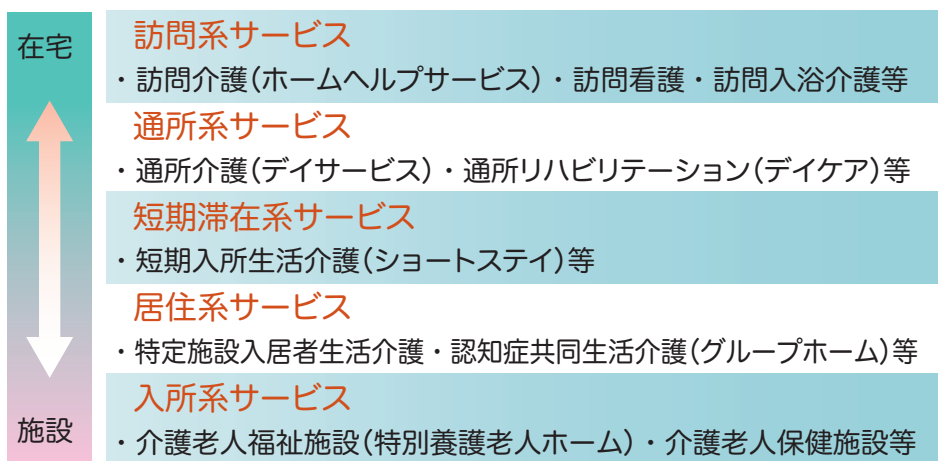 在宅
訪問系サービス
・訪問介護(ホームヘルプサービス)・訪問看護・訪問入浴介護等
通所系サービス
・通所介護(デイサービス)・通所リハビリテーション(デイケア)等
短期滞在系サービス
・短期入所生活介護(ショートステイ)等
居住系サービス
・特定施設入居者生活介護・認知症共同生活介護(グループホーム)等
入所系サービス
施設
・介護老人福祉施設(特別養護老人ホーム)・介護老人保健施設等